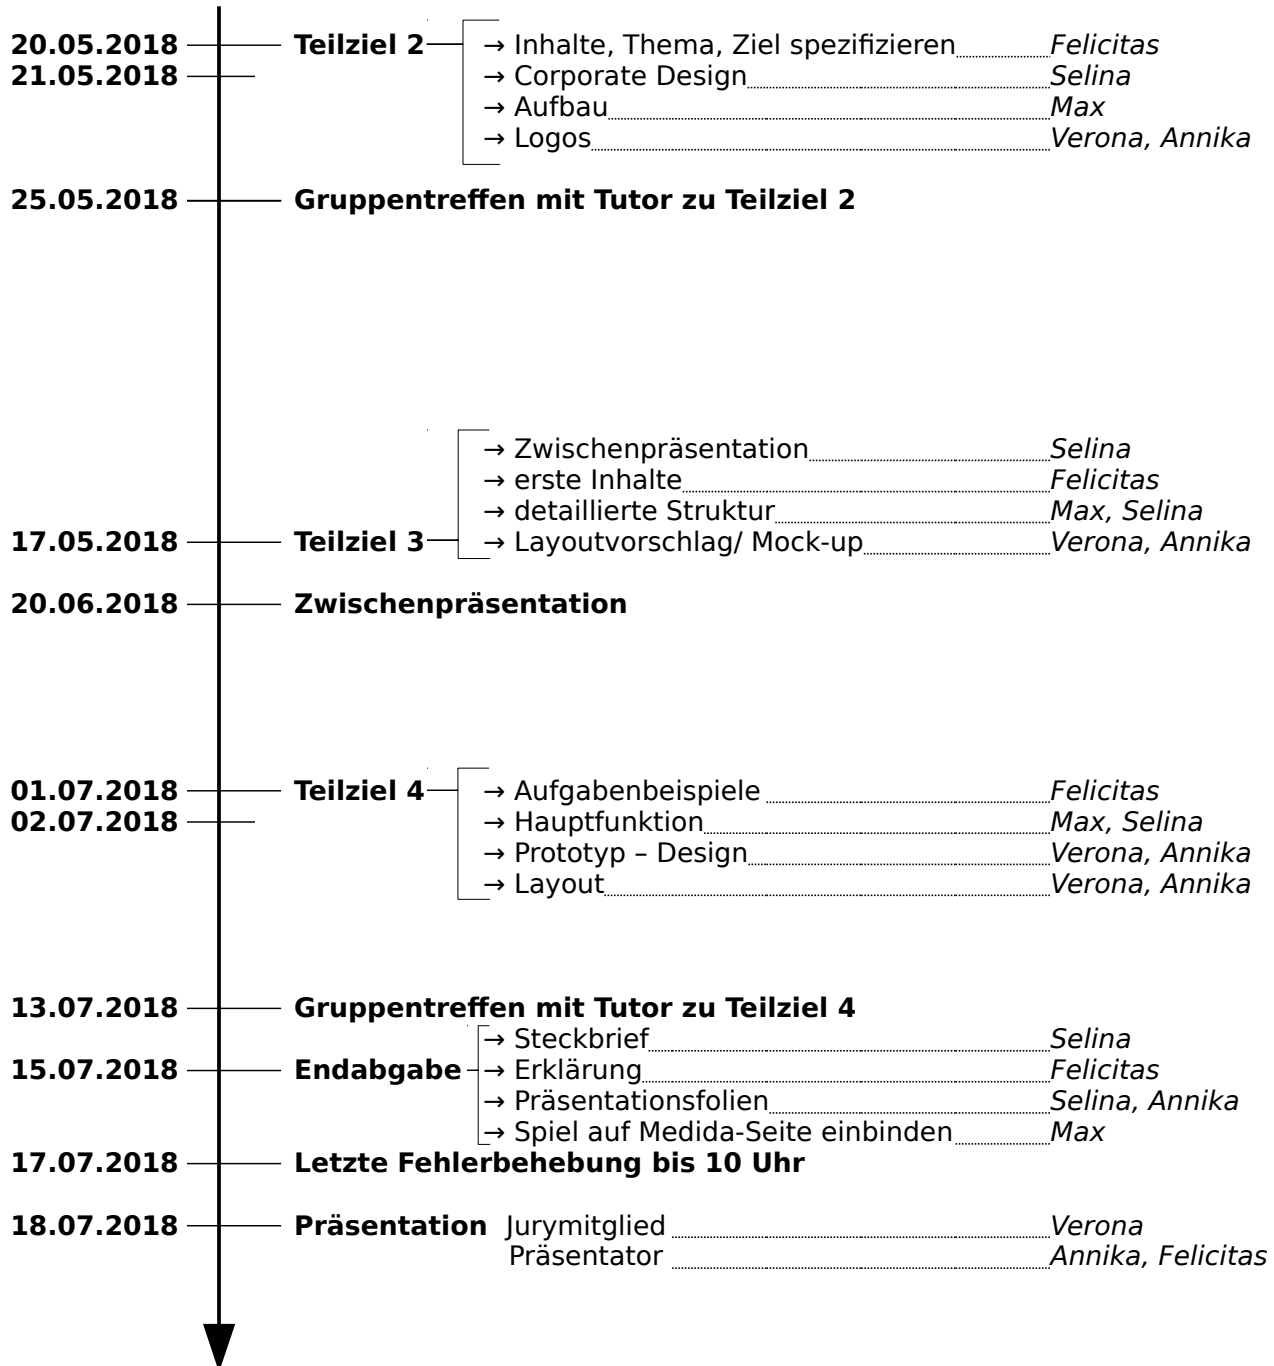 20.05.2018 Teilziel 2 → Inhalte, Thema, Ziel spezifizieren Felicitas
21.05.2018 → Corporate Design Selina
→ Aufbau Max
→ Logos Verona, Annika
25.05.2018 Gruppentreffen mit Tutor zu Teilziel 2
→ Zwischenpräsentation Selina
→ erste Inhalte Felicitas
→ detaillierte Struktur Max, Selina
17.05.2018 Teilziel 3 → Layoutvorschlag/ Mock-up Verona, Annika
20.06.2018 Zwischenpräsentation
01.07.2018 Teilziel 4 → Aufgabenbeispiele Felicitas
02.07.2018 → Hauptfunktion Max, Selina
→ Prototyp – Design Verona, Annika
→ Layout Verona, Annika
13.07.2018 Gruppentreffen mit Tutor zu Teilziel 4
→ Steckbrief Selina
15.07.2018 Endabgabe → Erklärung Felicitas
→ Präsentationsfolien Selina, Annika
→ Spiel auf Medida-Seite einbinden Max
17.07.2018 Letzte Fehlerbehebung bis 10 Uhr
18.07.2018 Präsentation Jurymitglied Verona
Präsentator Annika, Felicitas